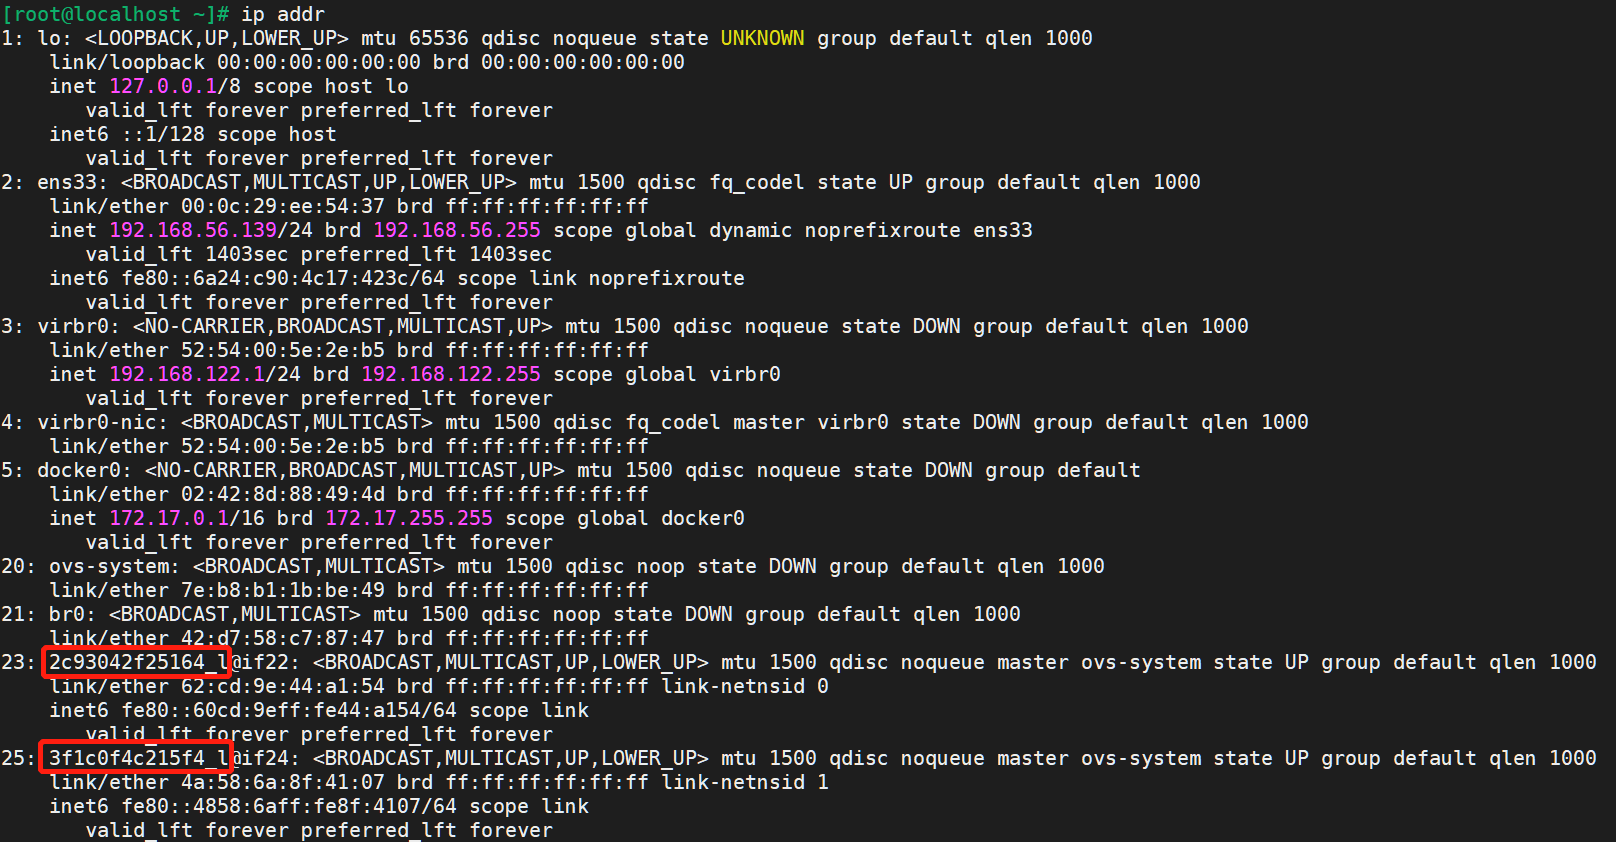 [root@localhost ~]# ip addr
1: lo: <LOOPBACK,UP,LOWER_UP> mtu 65536 qdisc noqueue state UNKNOWN group default qlen 1000
    link/loopback 00:00:00:00:00:00 brd 00:00:00:00:00:00
    inet 127.0.0.1/8 scope host lo
       valid_lft forever preferred_lft forever
    inet6 ::1/128 scope host
       valid_lft forever preferred_lft forever
2: ens33: <BROADCAST,MULTICAST,UP,LOWER_UP> mtu 1500 qdisc fq_codel state UP group default qlen 1000
    link/ether 00:0c:29:ee:54:37 brd ff:ff:ff:ff:ff:ff
    inet 192.168.56.139/24 brd 192.168.56.255 scope global dynamic noprefixroute ens33
       valid_lft 1403sec preferred_lft 1403sec
    inet6 fe80::6a24:c90:4c17:423c/64 scope link noprefixroute
       valid_lft forever preferred_lft forever
3: virbr0: <NO-CARRIER,BROADCAST,MULTICAST,UP> mtu 1500 qdisc noqueue state DOWN group default qlen 1000
    link/ether 52:54:00:5e:2e:b5 brd ff:ff:ff:ff:ff:ff
    inet 192.168.122.1/24 brd 192.168.122.255 scope global virbr0
       valid_lft forever preferred_lft forever
4: virbr0-nic: <BROADCAST,MULTICAST> mtu 1500 qdisc fq_codel master virbr0 state DOWN group default qlen 1000
    link/ether 52:54:00:5e:2e:b5 brd ff:ff:ff:ff:ff:ff
5: docker0: <NO-CARRIER,BROADCAST,MULTICAST,UP> mtu 1500 qdisc noqueue state DOWN group default
    link/ether 02:42:8d:88:49:4d brd ff:ff:ff:ff:ff:ff
    inet 172.17.0.1/16 brd 172.17.255.255 scope global docker0
       valid_lft forever preferred_lft forever
20: ovs-system: <BROADCAST,MULTICAST> mtu 1500 qdisc noop state DOWN group default qlen 1000
    link/ether 7e:b8:b1:1b:be:49 brd ff:ff:ff:ff:ff:ff
21: br0: <BROADCAST,MULTICAST> mtu 1500 qdisc noop state DOWN group default qlen 1000
    link/ether 42:d7:58:c7:87:47 brd ff:ff:ff:ff:ff:ff
23: 2c93042f25164_l@if22: <BROADCAST,MULTICAST,UP,LOWER_UP> mtu 1500 qdisc noqueue master ovs-system state UP group default qlen 1000
    link/ether 62:cd:9e:44:a1:54 brd ff:ff:ff:ff:ff:ff link-netnsid 0
    inet6 fe80::60cd:9eff:fe44:a154/64 scope link
       valid_lft forever preferred_lft forever
25: 3f1c0f4c215f4_l@if24: <BROADCAST,MULTICAST,UP,LOWER_UP> mtu 1500 qdisc noqueue master ovs-system state UP group default qlen 1000
    link/ether 4a:58:6a:8f:41:07 brd ff:ff:ff:ff:ff:ff link-netnsid 1
    inet6 fe80::4858:6aff:fe8f:4107/64 scope link
       valid_lft forever preferred_lft forever